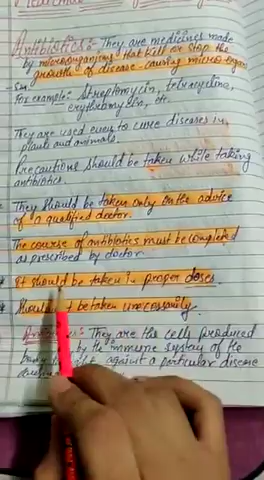 Antibiotics:- They are medicines made
by microorganisms that kill or stop the
growth of disease-causing micro-organ
For example:- Streptomycin, tetracycline,
erythromycin, etc.
They are used even to cure diseases in
plants and animals.
Precautions should be taken while taking
antibiotics.
They should be taken only on the advice
of a qualified doctor.
The course of antibiotics must be completed
as prescribed by doctor.
It should be taken in proper doses.
be taken
They are the cells produced
by the immune system of the
body to against a particular disease